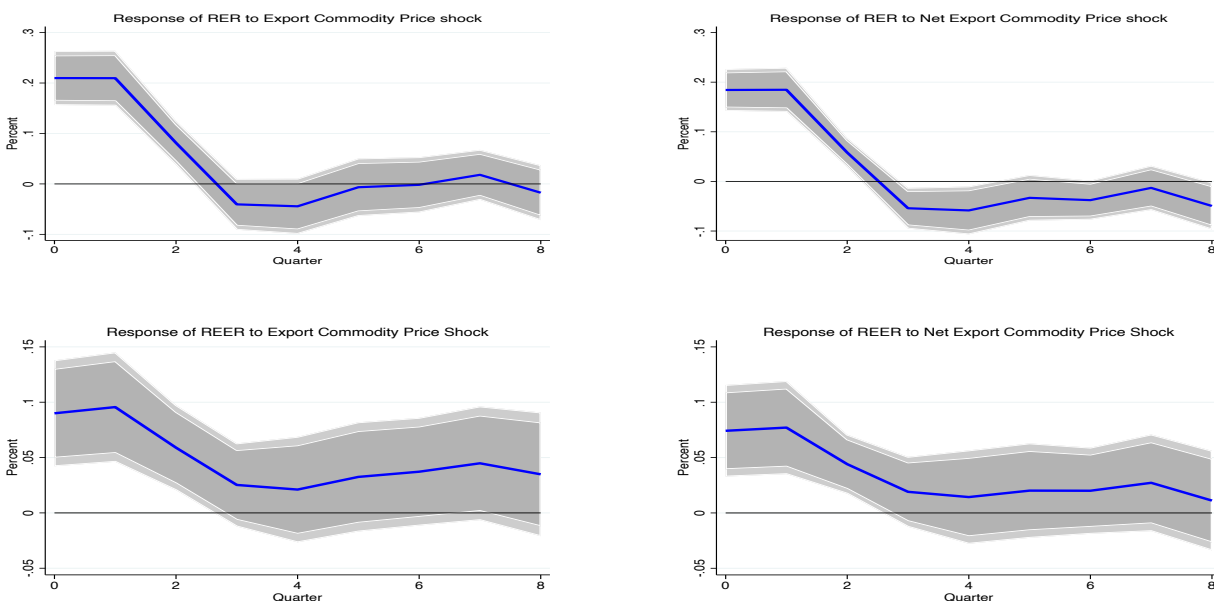 Response of RER to Export Commodity Price shock
.3
.2
.1
0
-.1
Percent
0 2 4 6 8
Quarter
Response of RER to Net Export Commodity Price shock
.3
.2
.1
0
-.1
Percent
0 2 4 6 8
Quarter
Response of REER to Export Commodity Price Shock
.15
.1
.05
0
-.05
Percent
0 2 4 6 8
Quarter
Response of REER to Net Export Commodity Price Shock
.15
.1
.05
0
-.05
Percent
0 2 4 6 8
Quarter